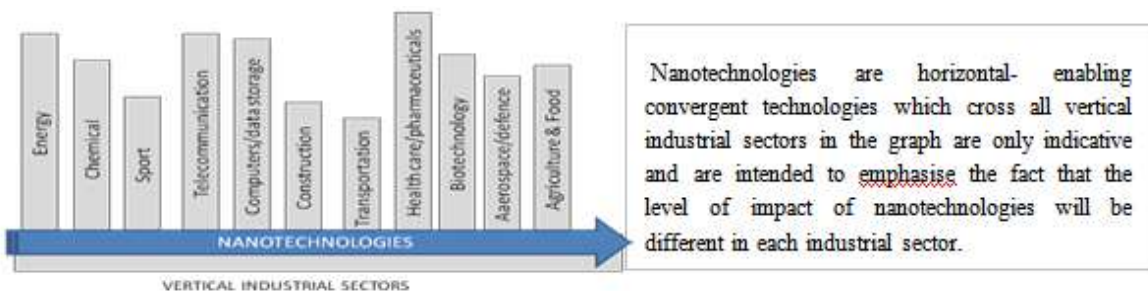 Energy
Chemical
Sport
Telecommunication
Computers/data storage
Construction
Transportation
Health care/pharmaceuticals
Biotechnology
Aaerospace/defence
Agriculture & Food
NANOTECHNOLOGIES
VERTICAL INDUSTRIAL SECTORS
Nanotechnologies are horizontal- enabling
convergent technologies which cross all vertical
industrial sectors in the graph are only indicative
and are intended to emphasise the fact that the
level of impact of nanotechnologies will be
different in each industrial sector.